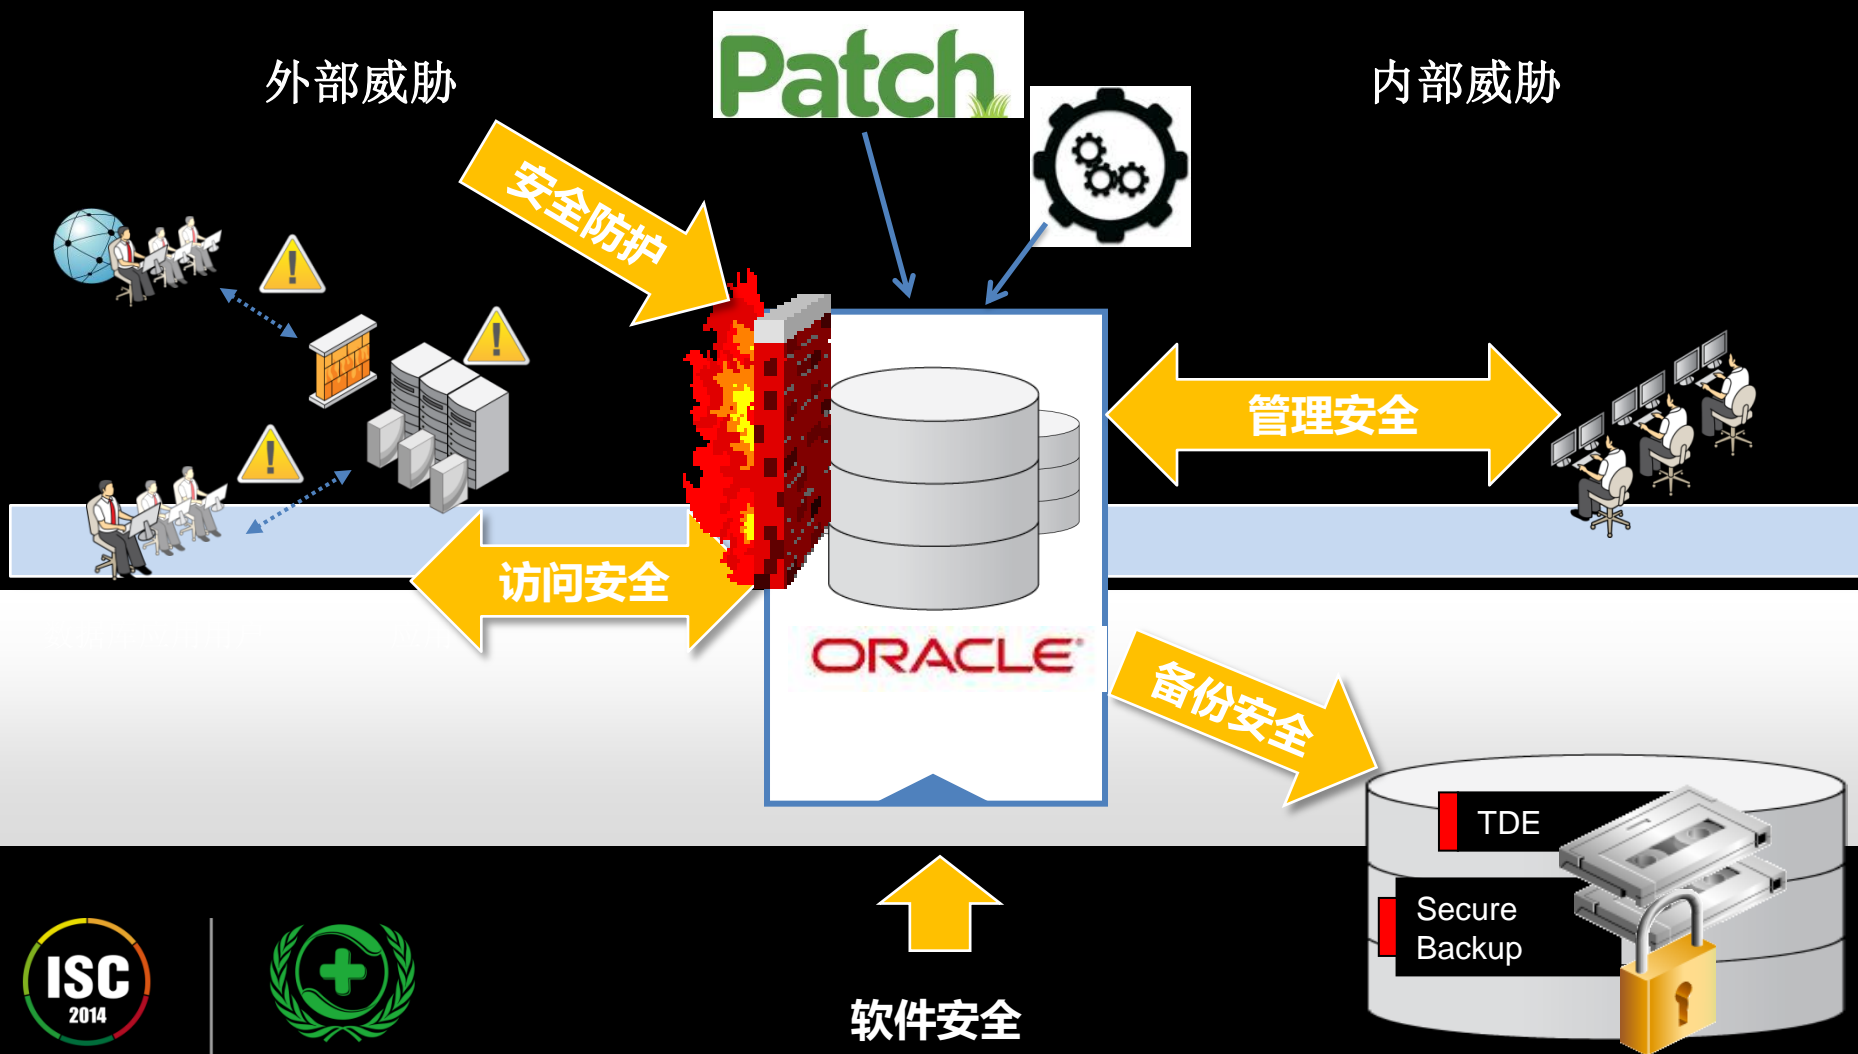 外部威胁
Patch
内部威胁
安全防护
管理安全
访问安全
ORACLE
备份安全
TDE
Secure
Backup
ISC
2014
软件安全